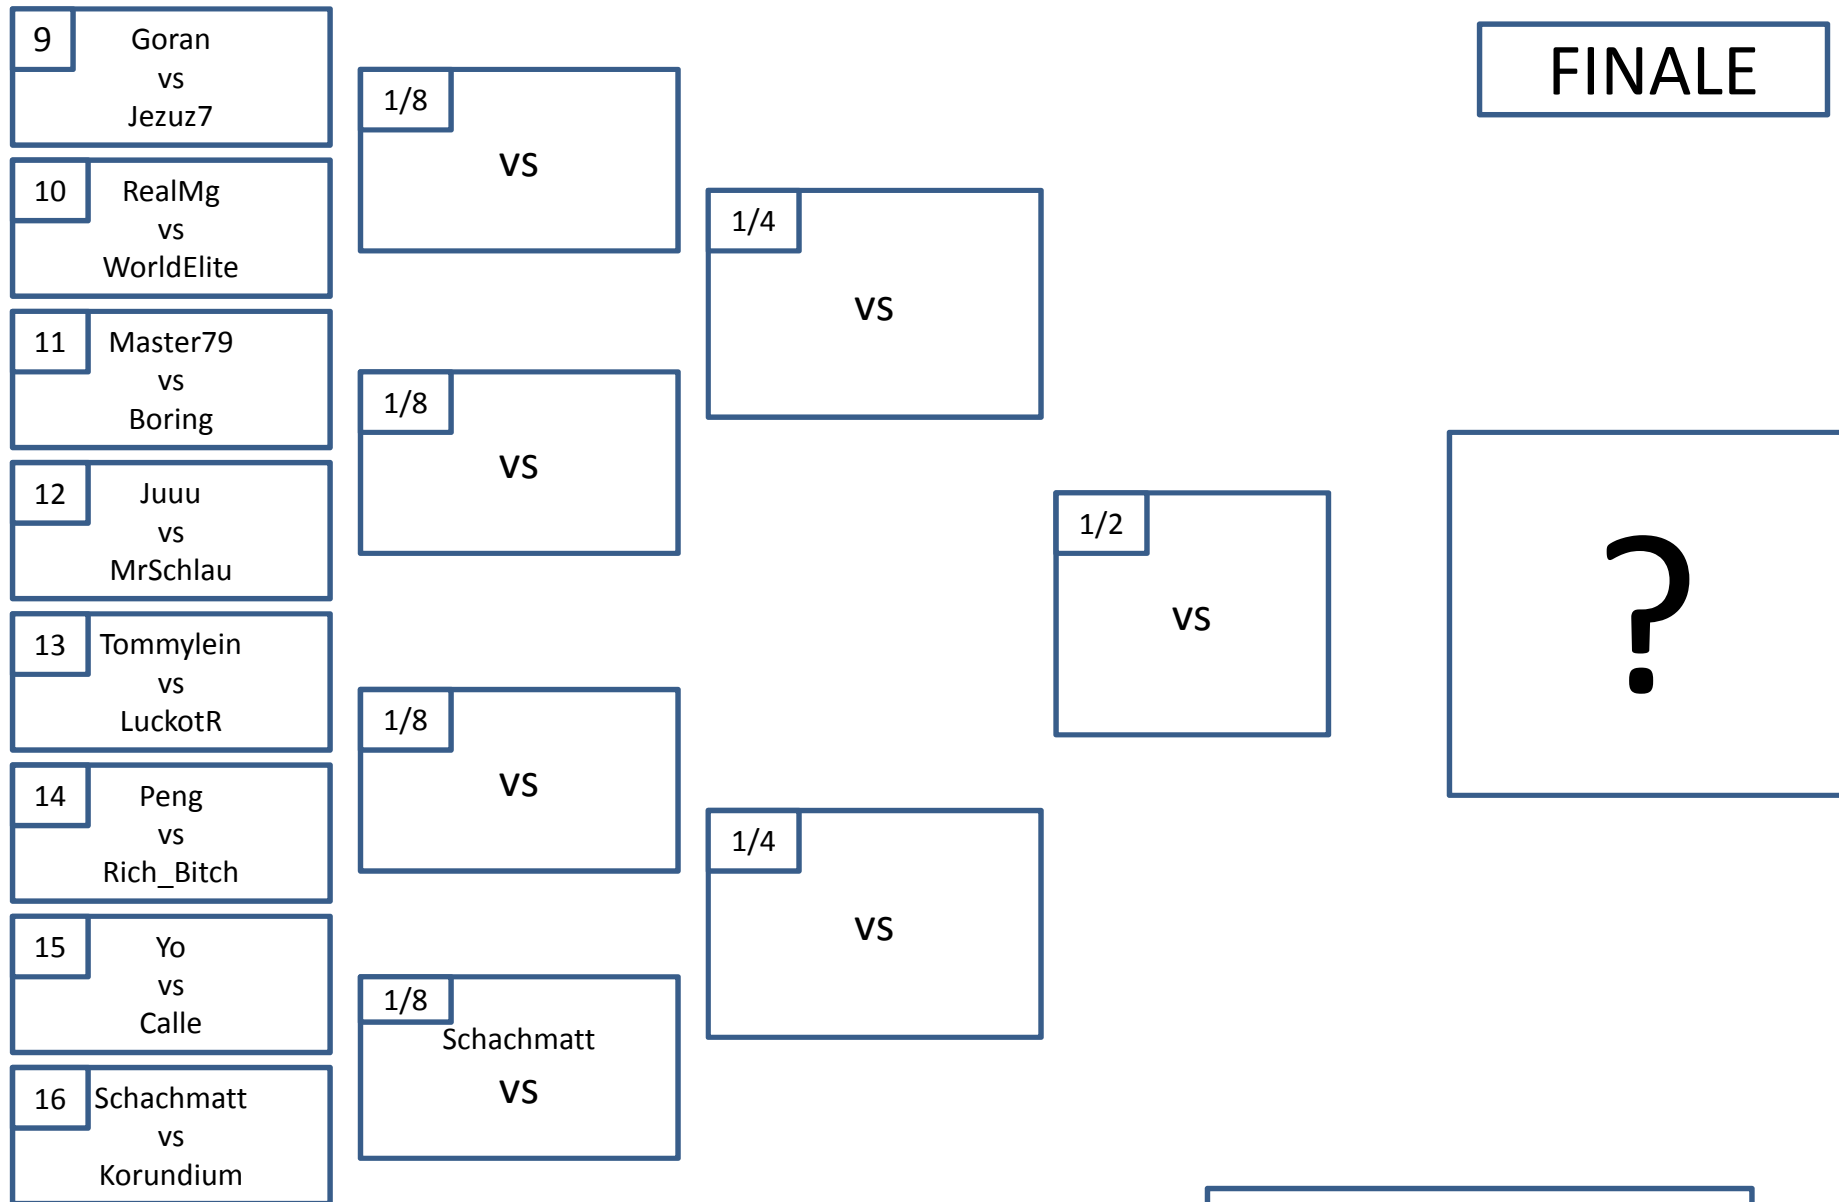 9
Goran
vs
Jezuz7
10
RealMg
vs
WorldElite
11
Master79
vs
Boring
12
Juuu
vs
MrSchlau
13
Tommylein
vs
LuckotR
14
Peng
vs
Rich_Bitch
15
Yo
vs
Calle
16
Schachmatt
vs
Korundium
1/8
vs
1/8
vs
1/8
vs
1/8
Schachmatt
vs
1/4
vs
1/4
vs
1/2
vs
FINALE
?